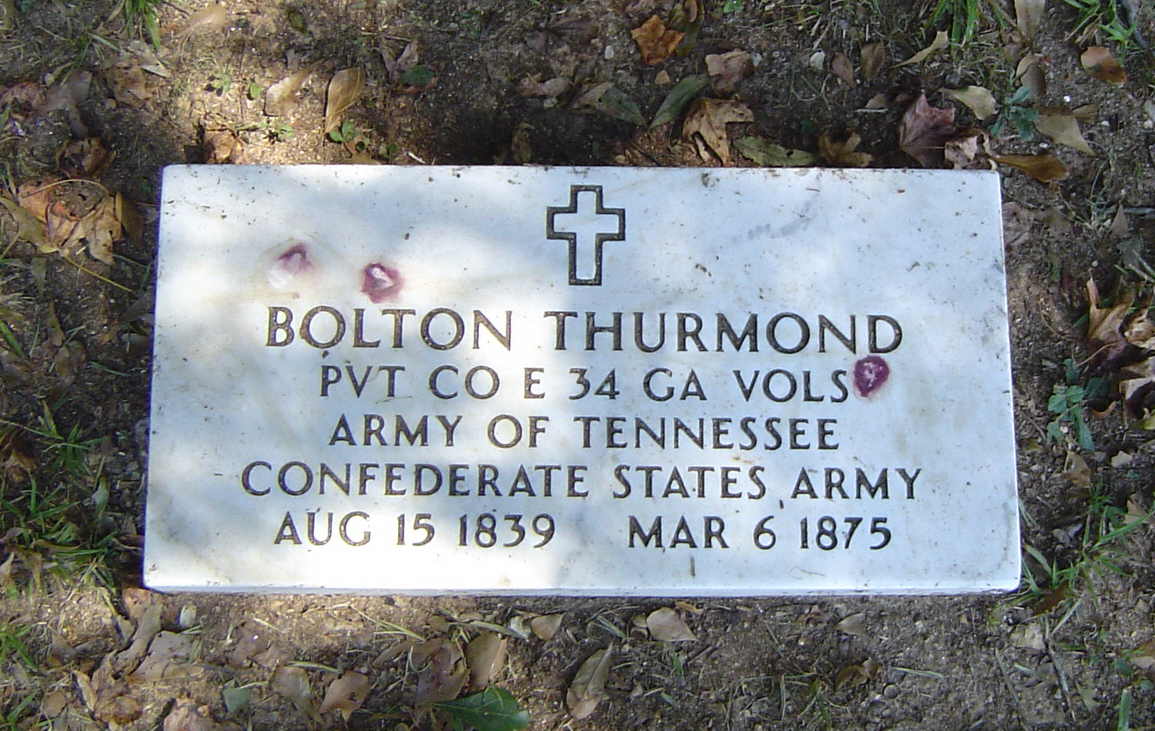 BOLTON THURMOND
PVT CO E 34 GA VOLS
ARMY OF TENNESSEE
CONFEDERATE STATES ARMY
AUG 15 1839 MAR 6 1875